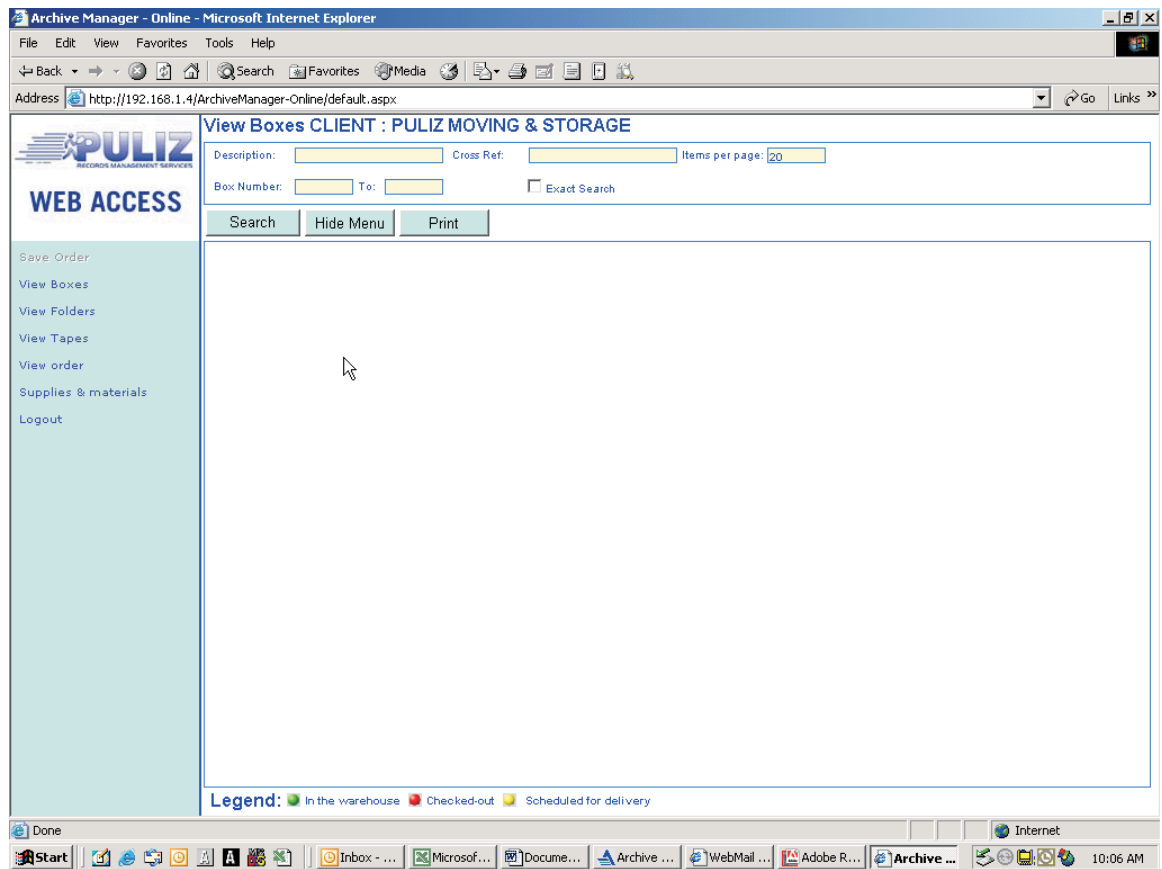 Archive Manager - Online - Microsoft Internet Explorer
File Edit View Favorites Tools Help
Back Search Favorites Media
Address http://192.168.1.4/ArchiveManager-Online/default.aspx Go Links »
PULIZ
RECORDS MANAGEMENT SERVICES
WEB ACCESS
View Boxes CLIENT : PULIZ MOVING & STORAGE
Description: Cross Ref: Items per page: 20
Box Number: To: Exact Search
Search Hide Menu Print
Save Order
View Boxes
View Folders
View Tapes
View order
Supplies & materials
Logout
Legend: In the warehouse Checked-out Scheduled for delivery
Done Internet
Start Inbox - ... Microsof... Docume... Archive ... WebMail ... Adobe R... Archive ... 10:06 AM